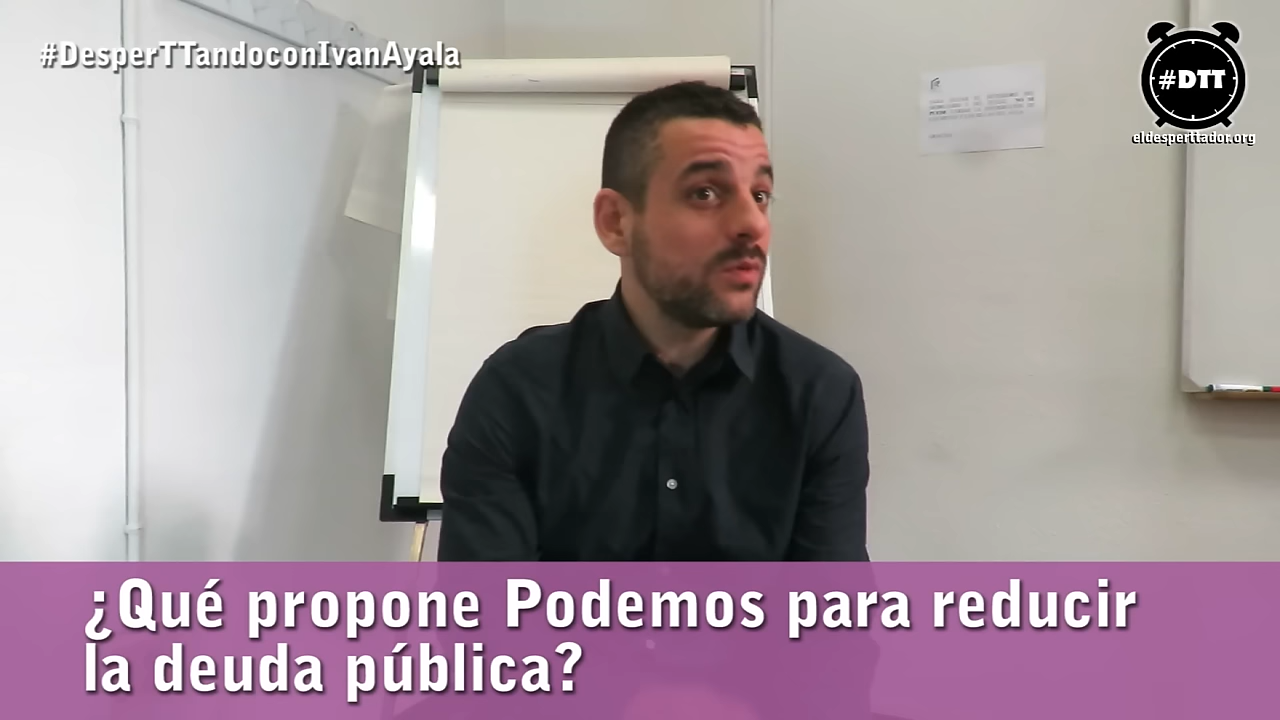 #DesperTTandoconIvanAyala
#DTT
eldesperttador.org
¿Qué propone Podemos para reducir
la deuda pública?